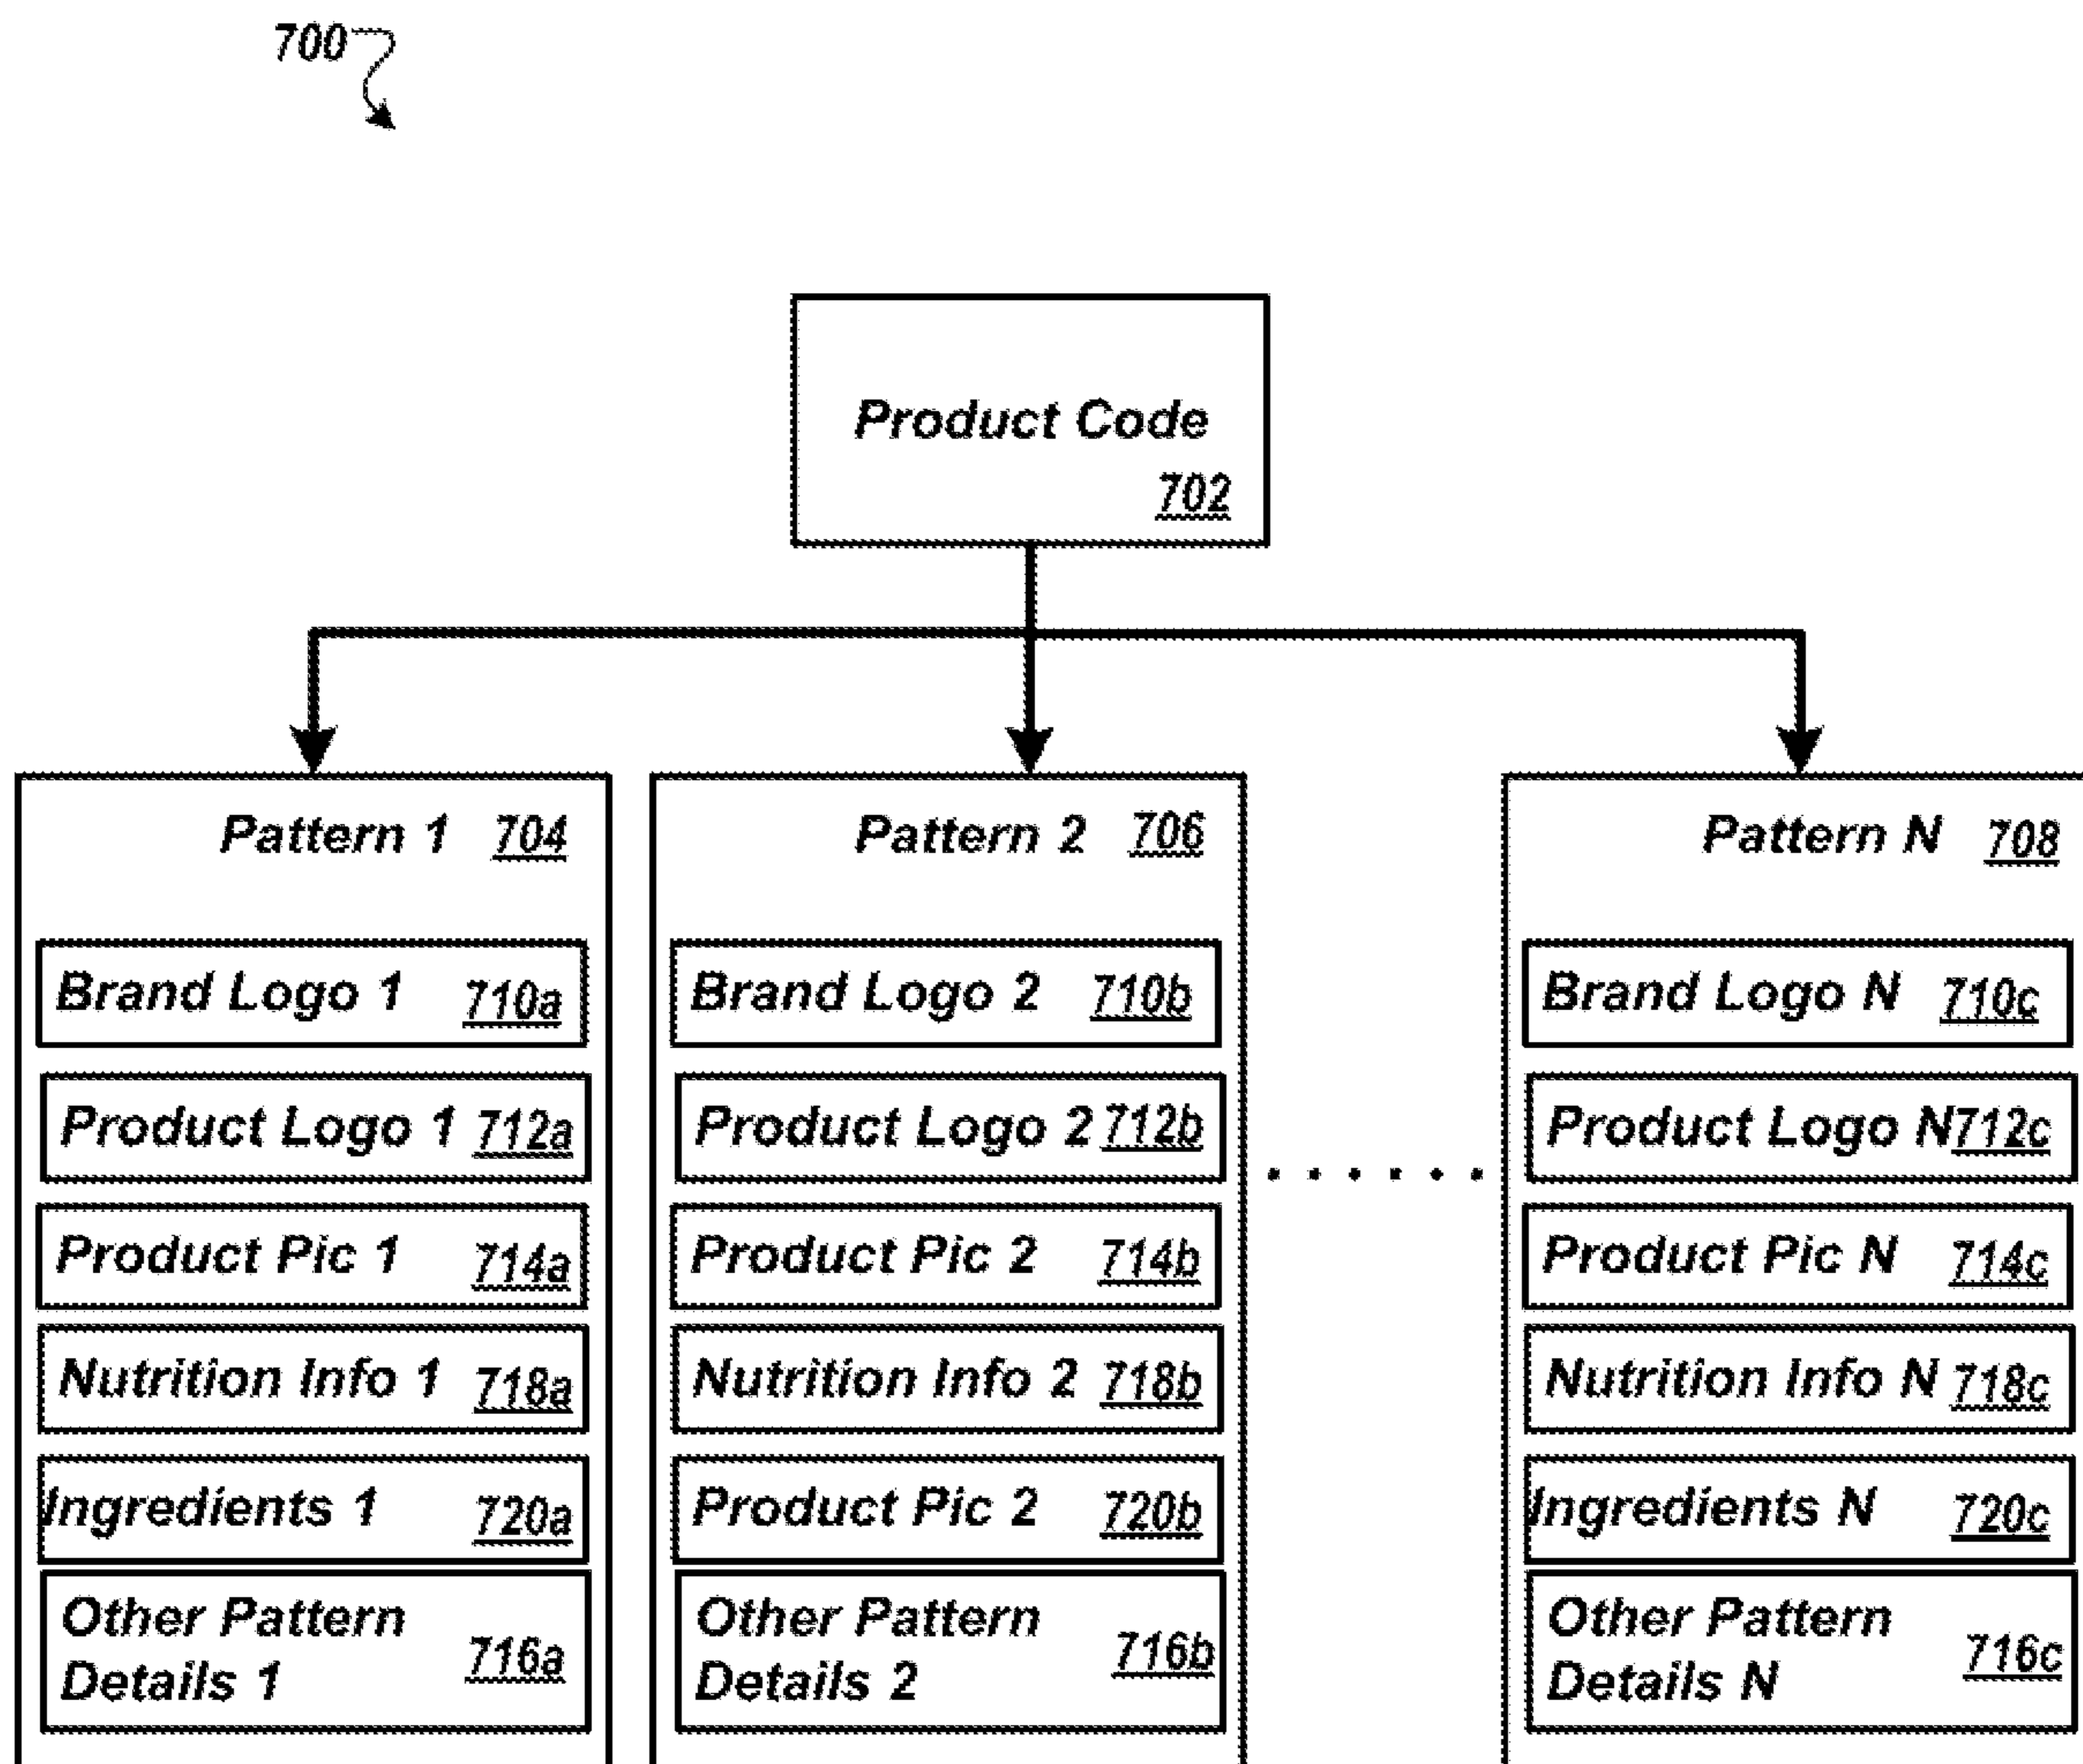 700
Product Code
702
Pattern 1 704
Brand Logo 1 710a
Product Logo 1 712a
Product Pic 1 714a
Nutrition Info 1 718a
Ingredients 1 720a
Other Pattern
Details 1 716a
Pattern 2 706
Brand Logo 2 710b
Product Logo 2 712b
Product Pic 2 714b
Nutrition Info 2 718b
Product Pic 2 720b
Other Pattern
Details 2 716b
. . . . . .
Pattern N 708
Brand Logo N 710c
Product Logo N 712c
Product Pic N 714c
Nutrition Info N 718c
Ingredients N 720c
Other Pattern
Details N 716c